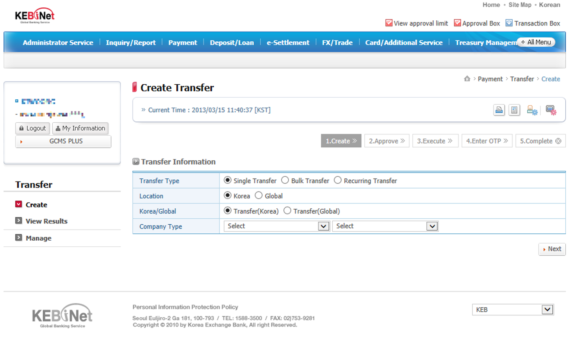 Home · Site Map · Korean
KEBiNet
Global Banking Service
View approval limit Approval Box Transaction Box
Administrator Service Inquiry/Report Payment Deposit/Loan e-Settlement FX/Trade Card/Additional Service Treasury Managem + All Menu
Create Transfer
> Payment > Transfer > Create
» Current Time : 2013/03/15 11:40:37 [KST]
Logout My Information
GCMS PLUS
1.Create » 2.Approve » 3.Execute » 4.Enter OTP » 5.Complete
Transfer Information
Transfer Type Single Transfer Bulk Transfer Recurring Transfer
Location Korea Global
Korea/Global Transfer(Korea) Transfer(Global)
Company Type Select Select
Next
Transfer
Create
View Results
Manage
KEBiNet
Global Banking Service
Personal Information Protection Policy
Seoul Euljiro-2 Ga 181, 100-793 / TEL: 1588-3500 / FAX: 02)753-9291
Copyright © 2010 by Korea Exchange Bank, All right Reserved.
KEB